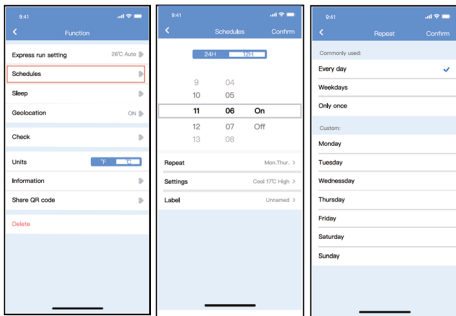 9:41
Function
Express run setting 26℃ Auto
Schedules
Sleep
Geolocation ON
Check
Units °F ℃
Information
Share QR code
Delete
9:41
Schedules Confirm
24H 12H
9 04
10 05
11 06 On
12 07 Off
13 08
Repeat Mon.Thur. >
Settings Cool 17℃ High >
Label Unnamed >
9:41
Repeat Confirm
Commonly used:
Every day
Weekdays
Only once
Custom:
Monday
Tuesday
Wednessday
Thursday
Friday
Saturday
Sunday